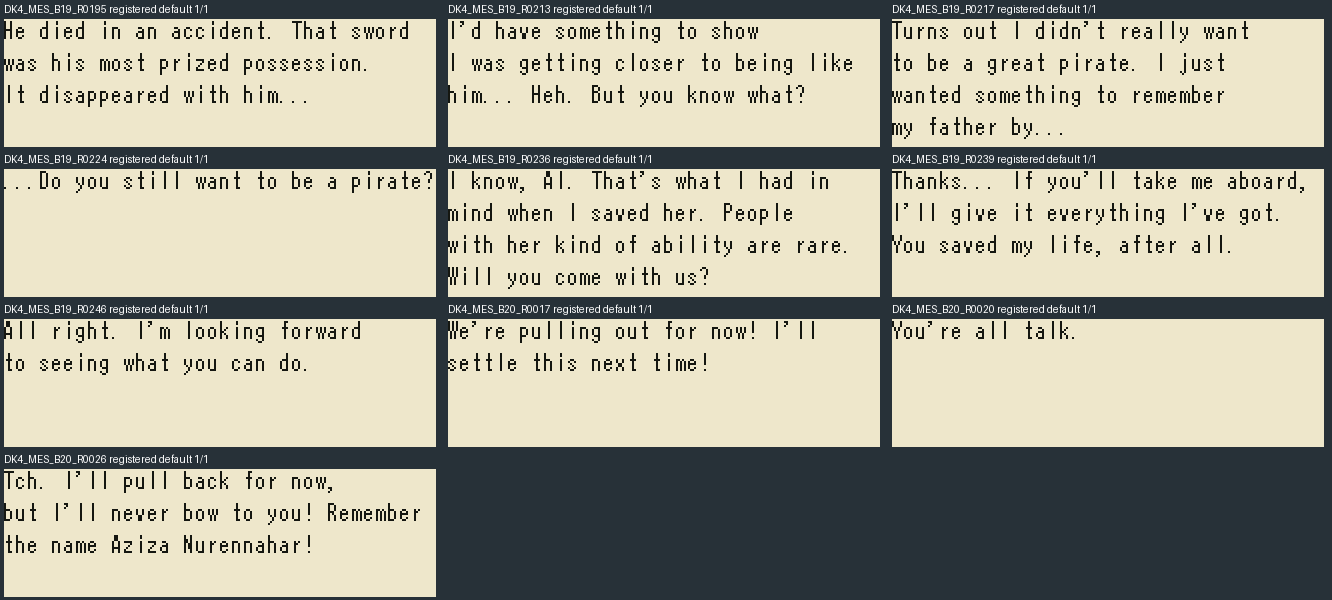 DK4_MES_B19_R0195 registered default 1/1
He died in an accident. That sword
was his most prized possession.
It disappeared with him...
DK4_MES_B19_R0213 registered default 1/1
I'd have something to show
I was getting closer to being like
him... Heh. But you know what?
DK4_MES_B19_R0217 registered default 1/1
Turns out I didn't really want
to be a great pirate. I just
wanted something to remember
my father by...
DK4_MES_B19_R0224 registered default 1/1
...Do you still want to be a pirate?
DK4_MES_B19_R0236 registered default 1/1
I know, Al. That's what I had in
mind when I saved her. People
with her kind of ability are rare.
Will you come with us?
DK4_MES_B19_R0239 registered default 1/1
Thanks... If you'll take me aboard,
I'll give it everything I've got.
You saved my life, after all.
DK4_MES_B19_R0246 registered default 1/1
All right. I'm looking forward
to seeing what you can do.
DK4_MES_B20_R0017 registered default 1/1
We're pulling out for now! I'll
settle this next time!
DK4_MES_B20_R0020 registered default 1/1
You're all talk.
DK4_MES_B20_R0026 registered default 1/1
Tch. I'll pull back for now,
but I'll never bow to you! Remember
the name Aziza Nurennahar!